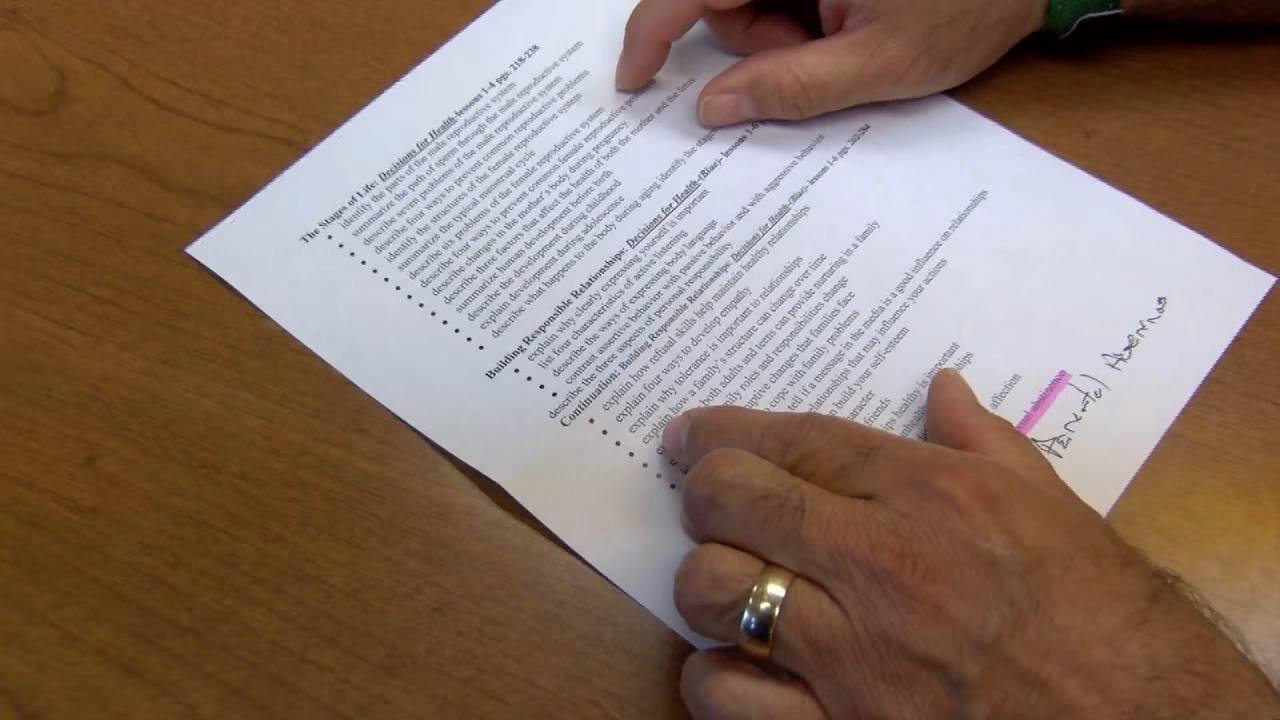 The Stages of Life: Decisions for Health-lessons 1-4 pgs. 218-238
• identify the parts of the male reproductive system
• summarize the path of sperm through the male reproductive system
• describe seven problems of the male reproductive system
• describe four ways to prevent common reproductive problems
• identify the structures of the female reproductive system
• summarize the typical menstrual cycle
• describe six problems of the female reproductive system
• describe four ways to prevent common female reproductive
• describe changes in the mother's body during pregnancy
• describe three factors that affect the health of both the mother and the fetus
• summarize human development before birth
• explain the development during childhood
• explain development during adolescence
• describe what happens to the body during aging identify the
Building Responsible Relationships: Decisions for Health-(Blue)- lessons 1-6
• explain why clearly expressing yourself is important
• list four characteristics of active listening
• describe the ways of expressing body language
• contrast assertive behavior with passive behavior and with aggressive behavior
describe the three aspects of personal responsibility
Continuation: Building Responsible Relationships: Decisions for Health-(Blue)- lessons 1-6 pgs.
• explain how refusal skills help maintain healthy relationships
• explain four ways to develop empathy
• explain why tolerance is important to relationships
• explain how a family's structure can change over time
both adults and teens can provide nurturing in a family
family roles and responsibilities change
changes that families face
cope with family problems
tell if a message in the media is a good influence on relationships
relationships that may influence your actions
build your self-esteem
character
friends
healthy is important
affection